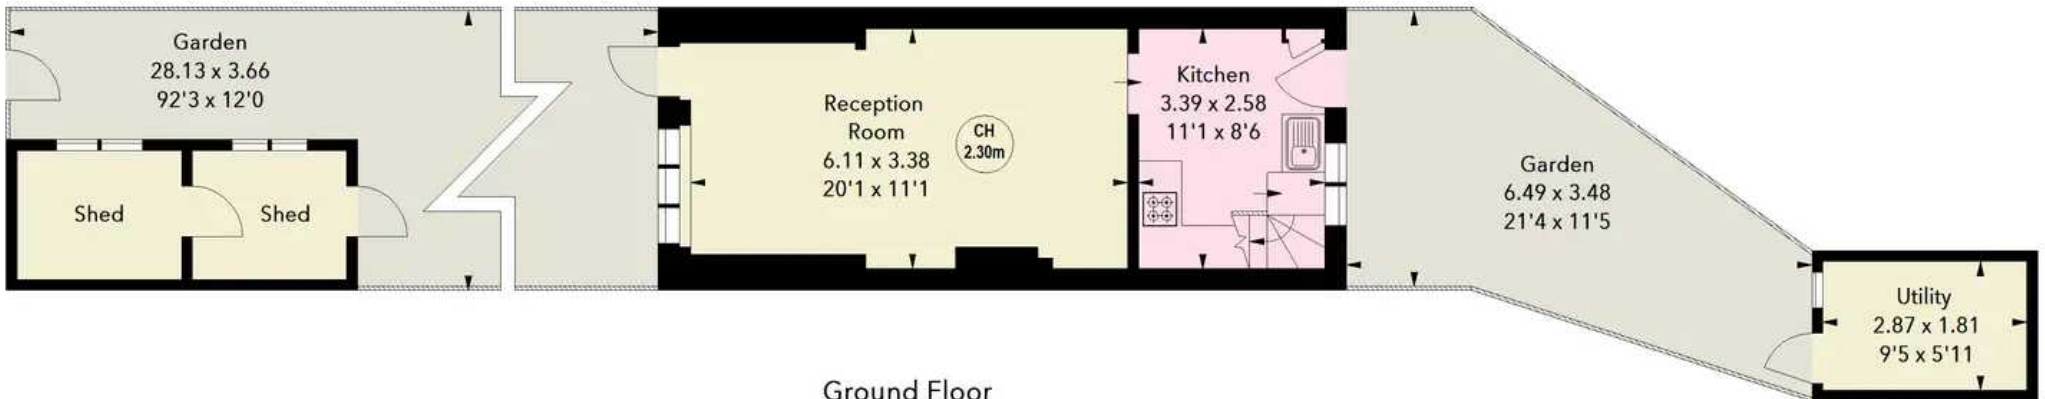 Garden
28.13 x 3.66
92'3 x 12'0
Shed
Shed
Reception
Room
6.11 x 3.38
20'1 x 11'1
CH
2.30m
Kitchen
3.39 x 2.58
11'1 x 8'6
Garden
6.49 x 3.48
21'4 x 11'5
Utility
2.87 x 1.81
9'5 x 5'11
Ground Floor